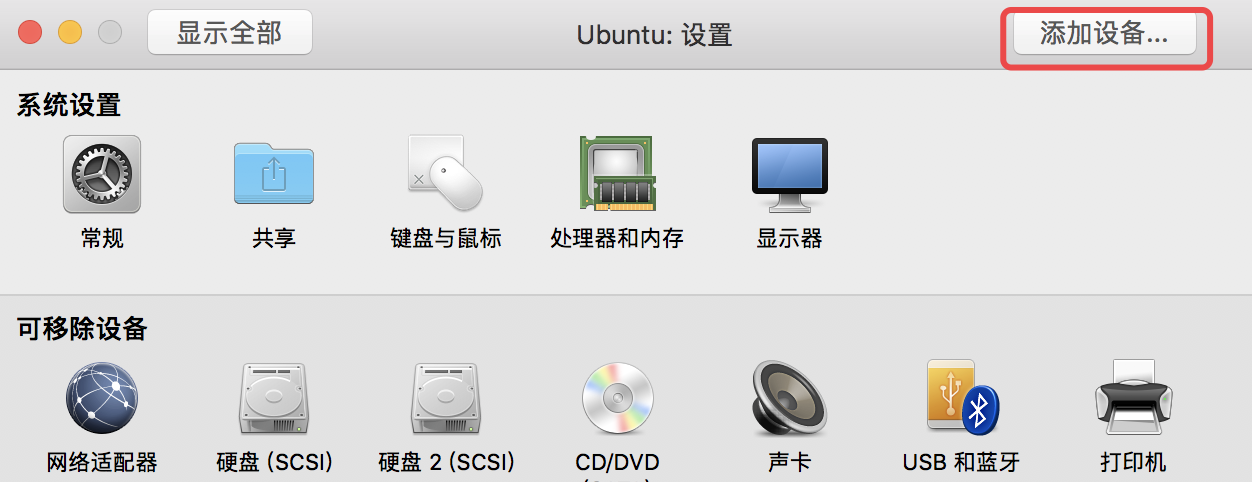 显示全部 Ubuntu: 设置 添加设备...
系统设置
常规 共享 键盘与鼠标 处理器和内存 显示器
可移除设备
网络适配器 硬盘 (SCSI) 硬盘 2 (SCSI) CD/DVD 声卡 USB 和蓝牙 打印机